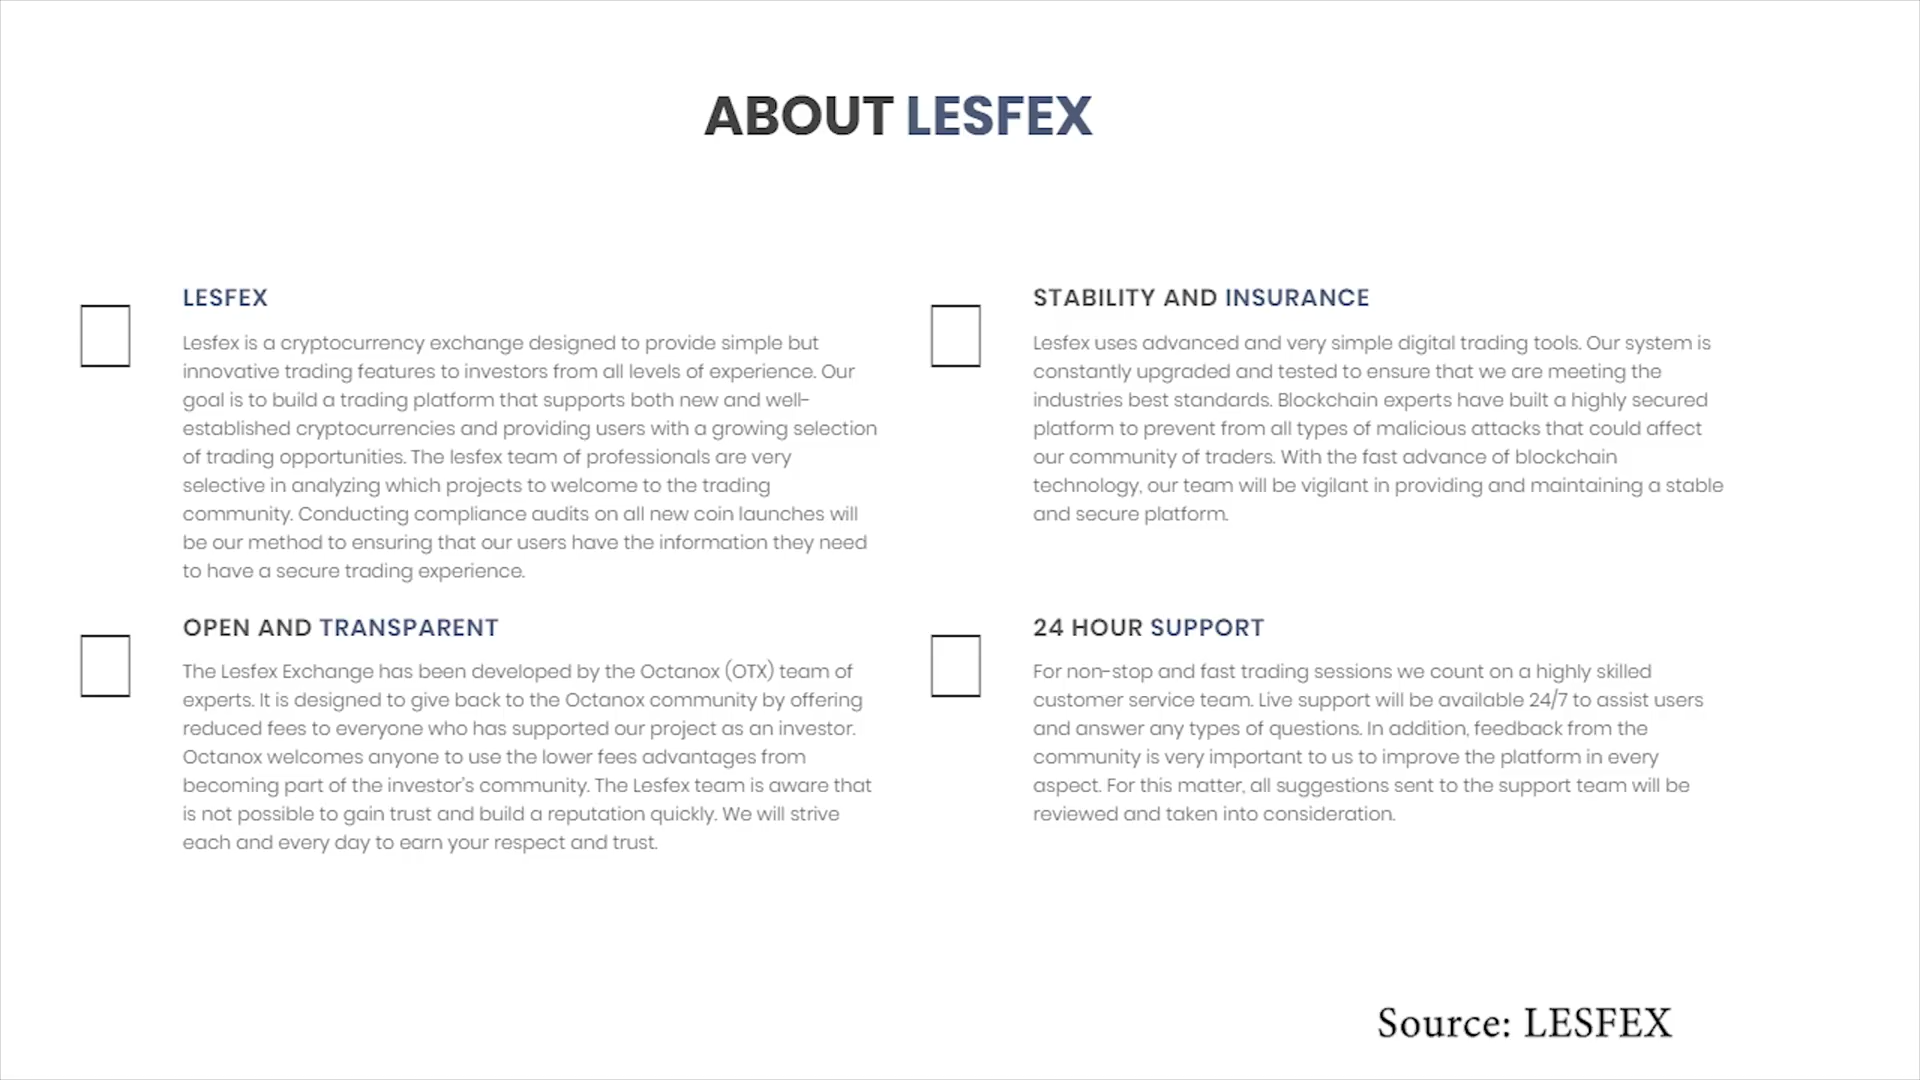 ABOUT LESFEX
LESFEX
Lesfex is a cryptocurrency exchange designed to provide simple but
innovative trading features to investors from all levels of experience. Our
goal is to build a trading platform that supports both new and well-
established cryptocurrencies and providing users with a growing selection
of trading opportunities. The lesfex team of professionals are very
selective in analyzing which projects to welcome to the trading
community. Conducting compliance audits on all new coin launches will
be our method to ensuring that our users have the information they need
to have a secure trading experience.
STABILITY AND INSURANCE
Lesfex uses advanced and very simple digital trading tools. Our system is
constantly upgraded and tested to ensure that we are meeting the
industries best standards. Blockchain experts have built a highly secured
platform to prevent from all types of malicious attacks that could affect
our community of traders. With the fast advance of blockchain
technology, our team will be vigilant in providing and maintaining a stable
and secure platform.
OPEN AND TRANSPARENT
The Lesfex Exchange has been developed by the Octanox (OTX) team of
experts. It is designed to give back to the Octanox community by offering
reduced fees to everyone who has supported our project as an investor.
Octanox welcomes anyone to use the lower fees advantages from
becoming part of the investor's community. The Lesfex team is aware that
is not possible to gain trust and build a reputation quickly. We will strive
each and every day to earn your respect and trust.
24 HOUR SUPPORT
For non-stop and fast trading sessions we count on a highly skilled
customer service team. Live support will be available 24/7 to assist users
and answer any types of questions. In addition, feedback from the
community is very important to us to improve the platform in every
aspect. For this matter, all suggestions sent to the support team will be
reviewed and taken into consideration.
Source: LESFEX